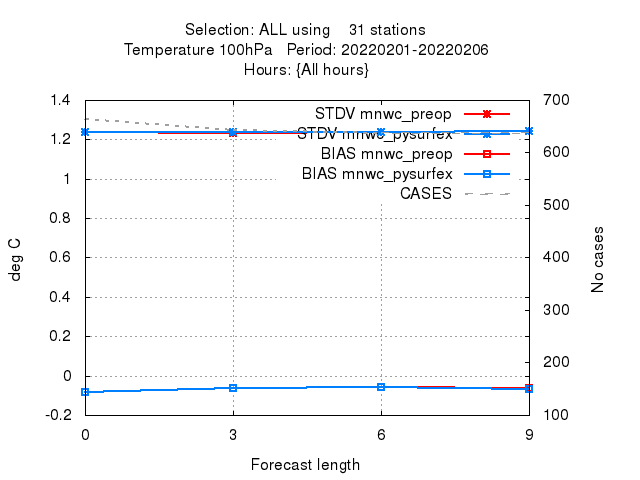 Selection: ALL using    31 stations
Temperature 100hPa   Period: 20220201-20220206
Hours: {All hours}
1.4
1.2
1
0.8
0.6
0.4
0.2
0
-0.2
700
600
500
400
300
200
100
deg C
No cases
STDV mnwc_preop
STDV mnwc_pysurfex
BIAS mnwc_preop
BIAS mnwc_pysurfex
CASES
0 3 6 9
Forecast length